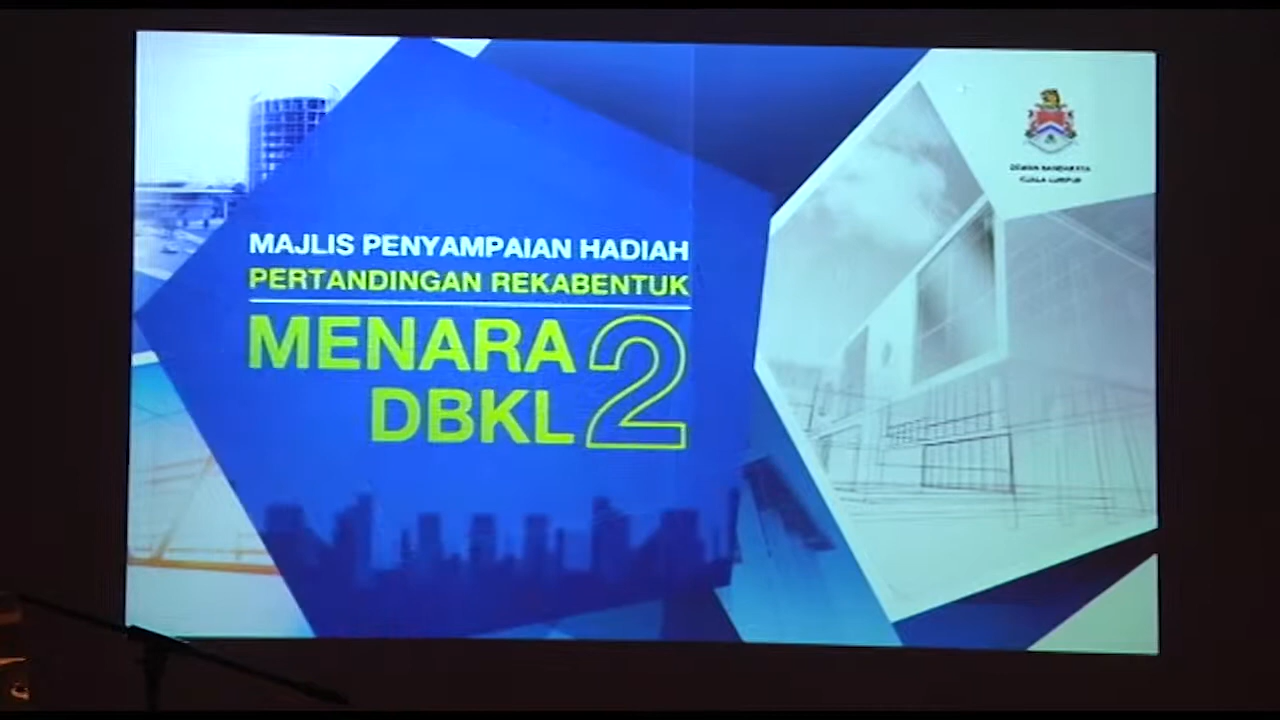 MAJLIS PENYAMPAIAN HADIAH
PERTANDINGAN REKABENTUK
MENARA 2
DBKL
DEWAN BANDARAYA
KUALA LUMPUR